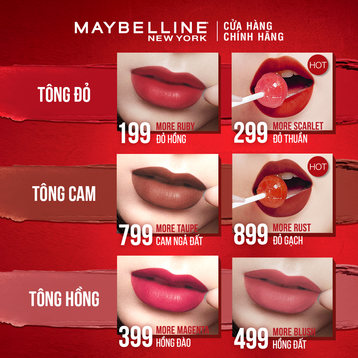 MAYBELLINE
NEW YORK
CỬA HÀNG
CHÍNH HÃNG
TÔNG ĐỎ
199 MORE RUBY
ĐỎ HỒNG
HOT
299 MORE SCARLET
ĐỎ THUẦN
TÔNG CAM
799 MORE TAUPE
CAM NGẢ ĐẤT
HOT
899 MORE RUST
ĐỎ GẠCH
TÔNG HỒNG
399 MORE MAGENTA
HỒNG ĐÀO
499 MORE BLUSH
HỒNG ĐẤT